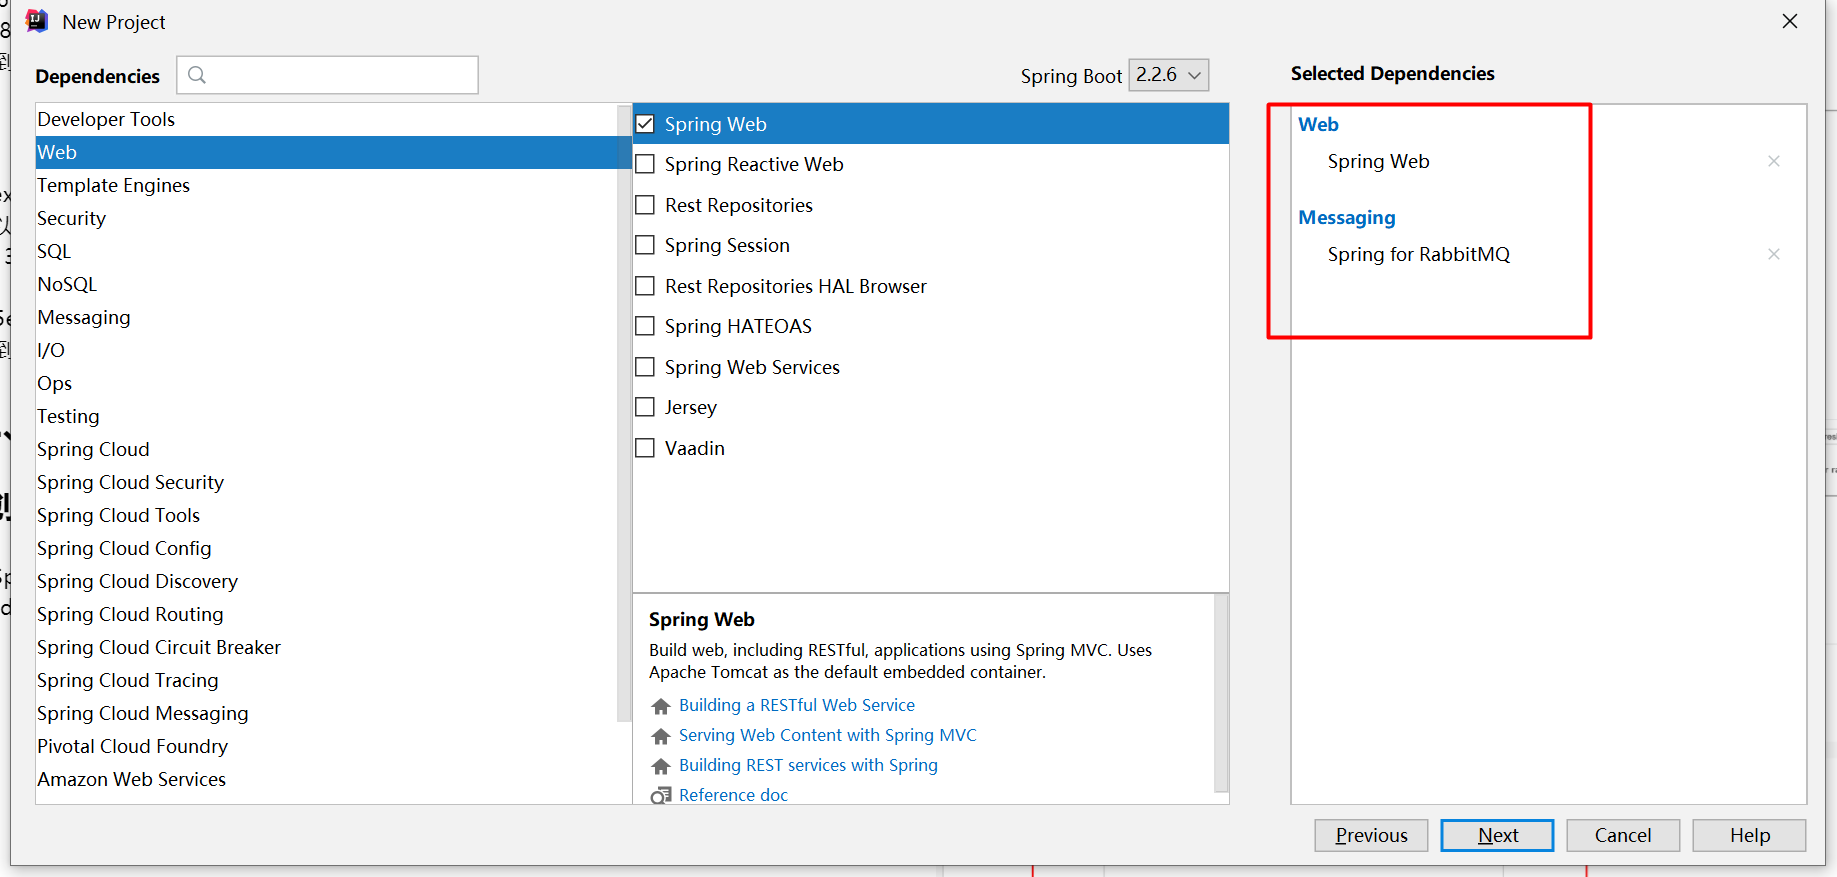 New Project
Dependencies
Spring Boot 2.2.6
Selected Dependencies
Developer Tools
Web
Template Engines
Security
SQL
NoSQL
Messaging
I/O
Ops
Testing
Spring Cloud
Spring Cloud Security
Spring Cloud Tools
Spring Cloud Config
Spring Cloud Discovery
Spring Cloud Routing
Spring Cloud Circuit Breaker
Spring Cloud Tracing
Spring Cloud Messaging
Pivotal Cloud Foundry
Amazon Web Services
Spring Web
Spring Reactive Web
Rest Repositories
Spring Session
Rest Repositories HAL Browser
Spring HATEOAS
Spring Web Services
Jersey
Vaadin
Spring Web
Build web, including RESTful, applications using Spring MVC. Uses
Apache Tomcat as the default embedded container.
Building a RESTful Web Service
Serving Web Content with Spring MVC
Building REST services with Spring
Reference doc
Web
Spring Web
Messaging
Spring for RabbitMQ
Previous
Next
Cancel
Help